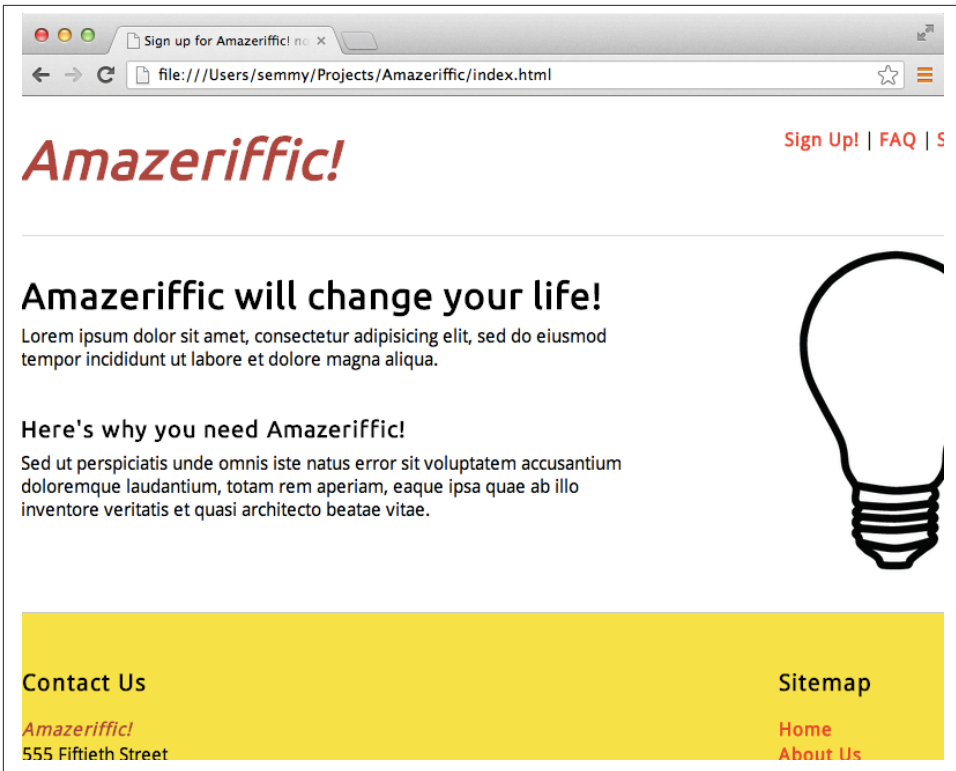 Sign up for Amazeriffic! no
file:///Users/semmy/Projects/Amazeriffic/index.html
Amazeriffic!
Sign Up! | FAQ | S
Amazeriffic will change your life!
Lorem ipsum dolor sit amet, consectetur adipisicing elit, sed do eiusmod
tempor incididunt ut labore et dolore magna aliqua.
Here's why you need Amazeriffic!
Sed ut perspiciatis unde omnis iste natus error sit voluptatem accusantium
doloremque laudantium, totam rem aperiam, eaque ipsa quae ab illo
inventore veritatis et quasi architecto beatae vitae.
Contact Us
Amazeriffic!
555 Fiftieth Street
Sitemap
Home
About Us